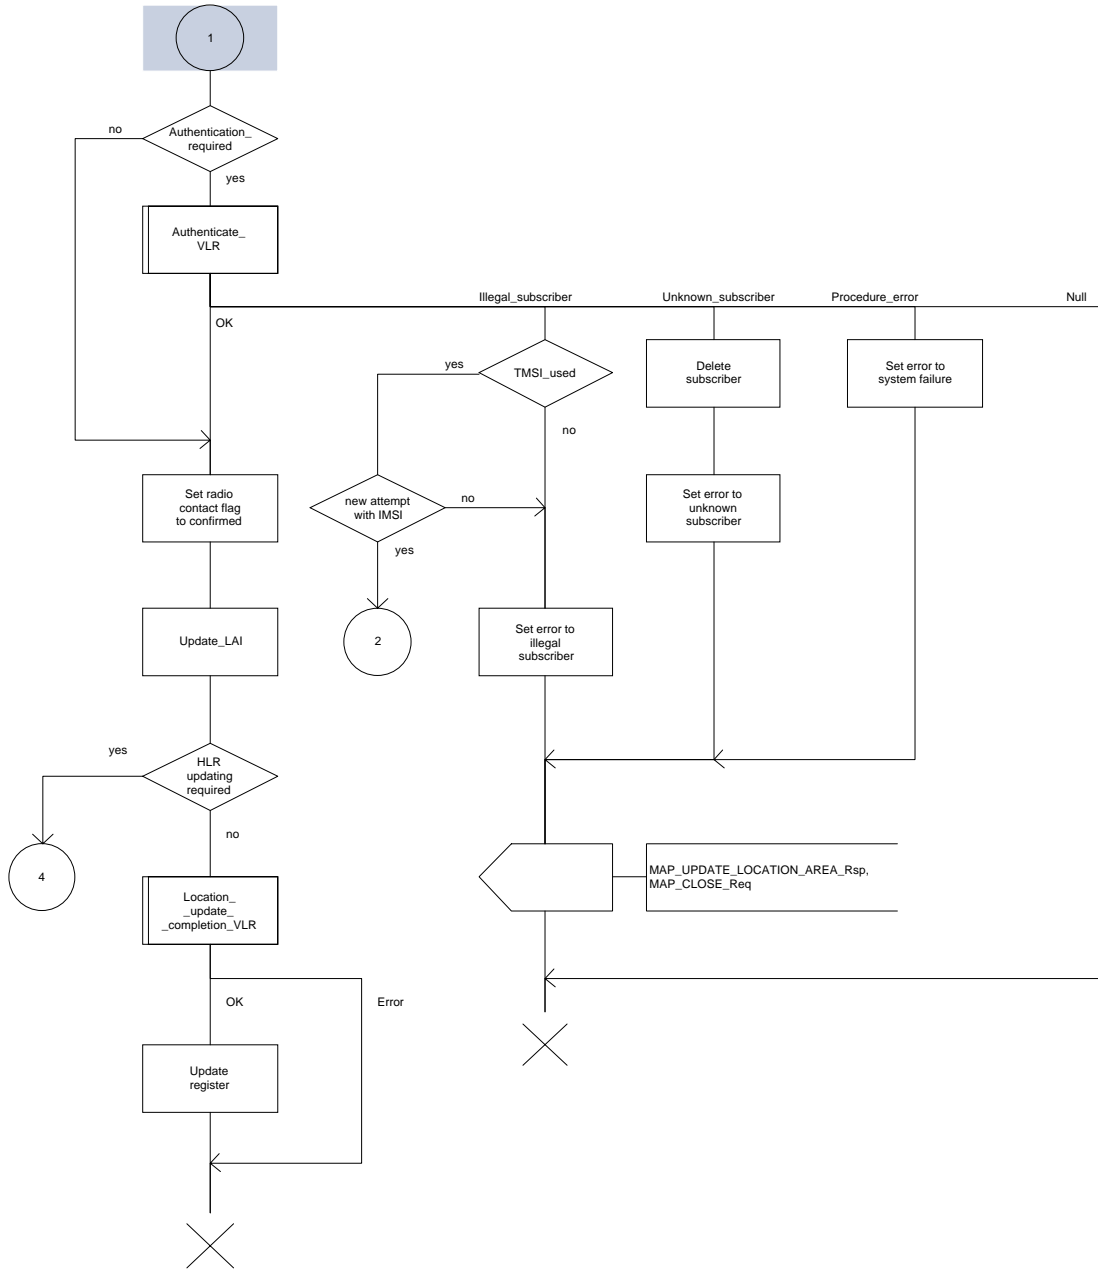 1
no
Authentication_
required
yes
Authenticate_
VLR
Illegal_subscriber
Unknown_subscriber
Procedure_error
Null
OK
yes
TMSI_used
Delete
subscriber
Set error to
system failure
no
Set radio
contact flag
to confirmed
new attempt
with IMSI
no
Set error to
unknown
subscriber
yes
Update_LAI
2
Set error to
illegal
subscriber
yes
HLR
updating
required
no
4
Location_
_update_
_completion_VLR
MAP_UPDATE_LOCATION_AREA_Rsp,
MAP_CLOSE_Req
OK
Error
Update
register